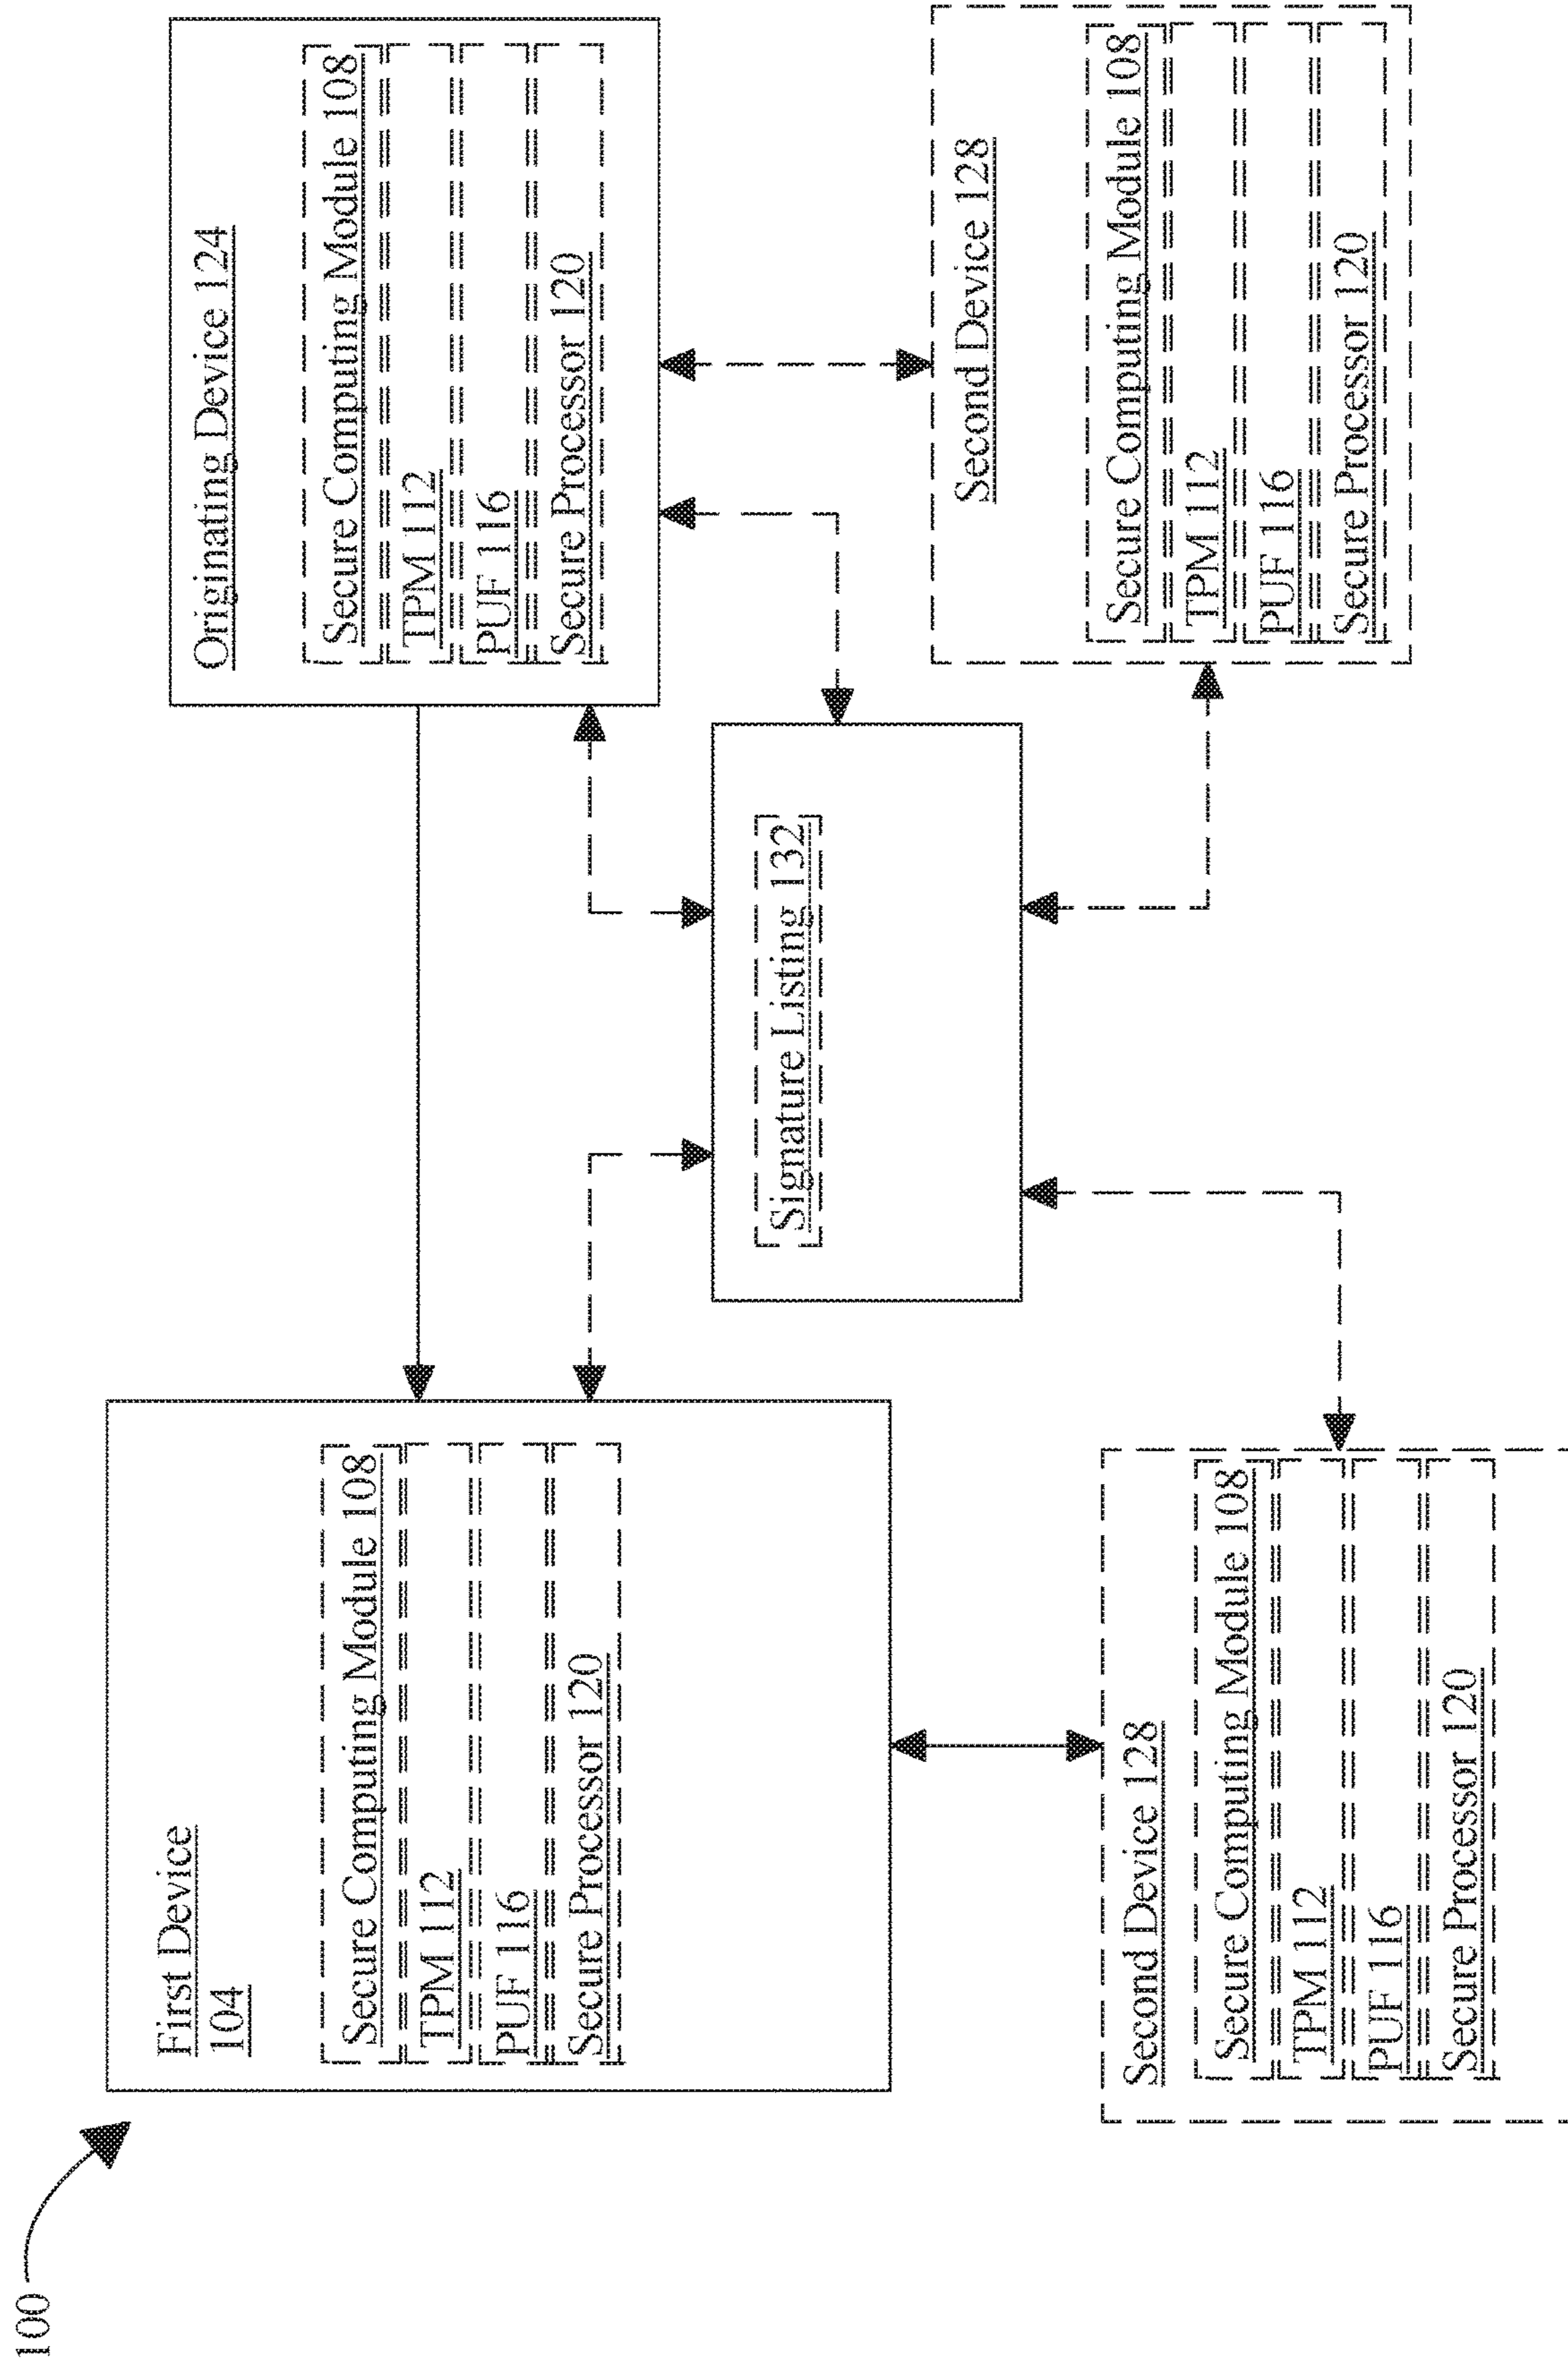 100
First Device
104
Secure Computing Module 108
TPM 112
PUF 116
Secure Processor 120
Originating Device 124
Secure Computing Module 108
TPM 112
PUF 116
Secure Processor 120
Signature Listing 132
Second Device 128
Secure Computing Module 108
TPM 112
PUF 116
Secure Processor 120
Second Device 128
Secure Computing Module 108
TPM 112
PUF 116
Secure Processor 120